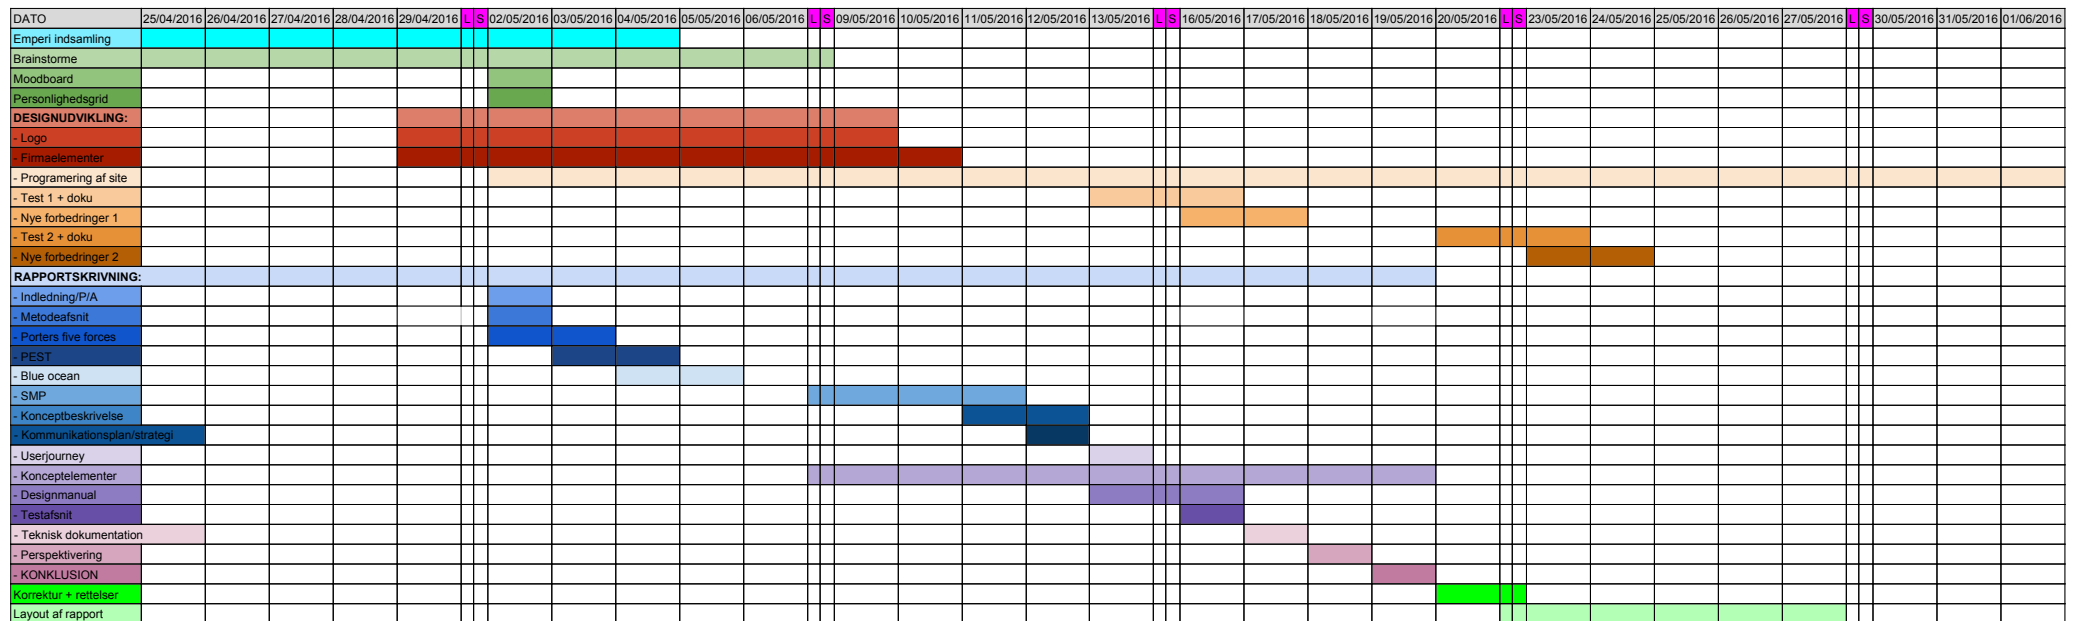 DATO 25/04/2016 26/04/2016 27/04/2016 28/04/2016 29/04/2016 L S 02/05/2016 03/05/2016 04/05/2016 05/05/2016 06/05/2016 L S 09/05/2016 10/05/2016 11/05/2016 12/05/2016 13/05/2016 L S 16/05/2016 17/05/2016 18/05/2016 19/05/2016 20/05/2016 L S 23/05/2016 24/05/2016 25/05/2016 26/05/2016 27/05/2016 L S 30/05/2016 31/05/2016 01/06/2016
Emperi indsamling
Brainstorme
Moodboard
Personlighedsgrid
DESIGNUDVIKLING:
- Logo
- Firmaelementer
- Programering af site
- Test 1 + doku
- Nye forbedringer 1
- Test 2 + doku
- Nye forbedringer 2
RAPPORTSKRIVNING:
- Indledning/P/A
- Metodeafsnit
- Porters five forces
- PEST
- Blue ocean
- SMP
- Konceptbeskrivelse
- Kommunikationsplan/strategi
- Userjourney
- Konceptelementer
- Designmanual
- Testafsnit
- Teknisk dokumentation
- Perspektivering
- KONKLUSION
Korrektur + rettelser
Layout af rapport